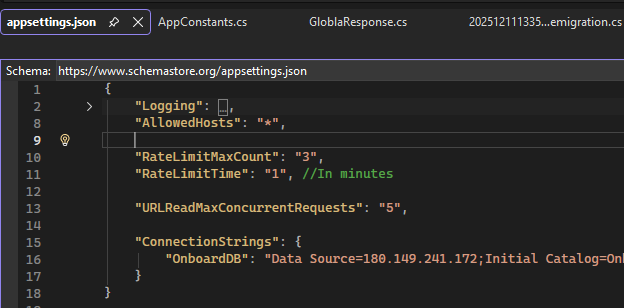 appsettings.json
AppConstants.cs
GloblaResponse.cs
202512111335...emigration.cs
Schema: https://www.schemastore.org/appsettings.json
1 {
2 "Logging": ...,
8 "AllowedHosts": "*",
9
10 "RateLimitMaxCount": "3",
11 "RateLimitTime": "1", //In minutes
12
13 "URLReadMaxConcurrentRequests": "5",
14
15 "ConnectionStrings": {
16 "OnboardDB": "Data Source=180.149.241.172;Initial Catalog=Onb
17 }
18 }